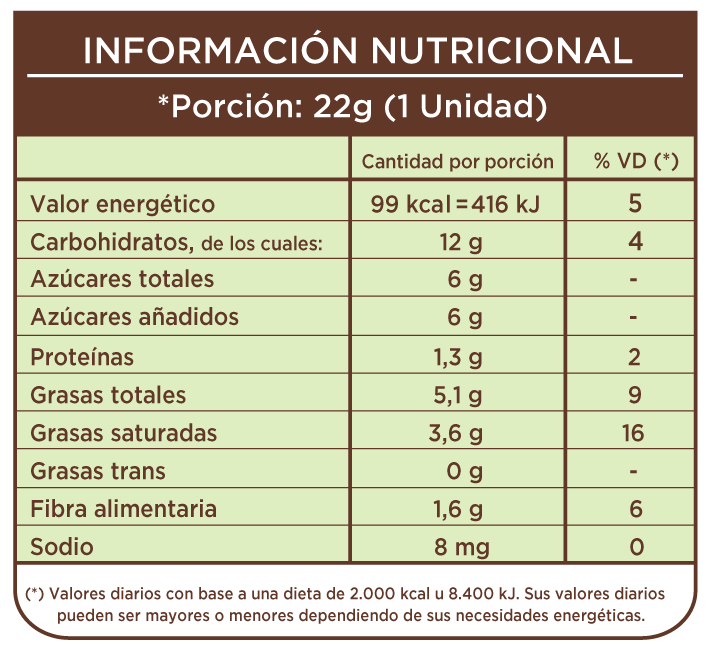 INFORMACIÓN NUTRICIONAL
*Porción: 22g (1 Unidad)
Cantidad por porción % VD (*)
Valor energético 99 kcal = 416 kJ 5
Carbohidratos, de los cuales: 12 g 4
Azúcares totales 6 g -
Azúcares añadidos 6 g -
Proteínas 1,3 g 2
Grasas totales 5,1 g 9
Grasas saturadas 3,6 g 16
Grasas trans 0 g -
Fibra alimentaria 1,6 g 6
Sodio 8 mg 0
(*) Valores diarios con base a una dieta de 2.000 kcal u 8.400 kJ. Sus valores diarios
pueden ser mayores o menores dependiendo de sus necesidades energéticas.